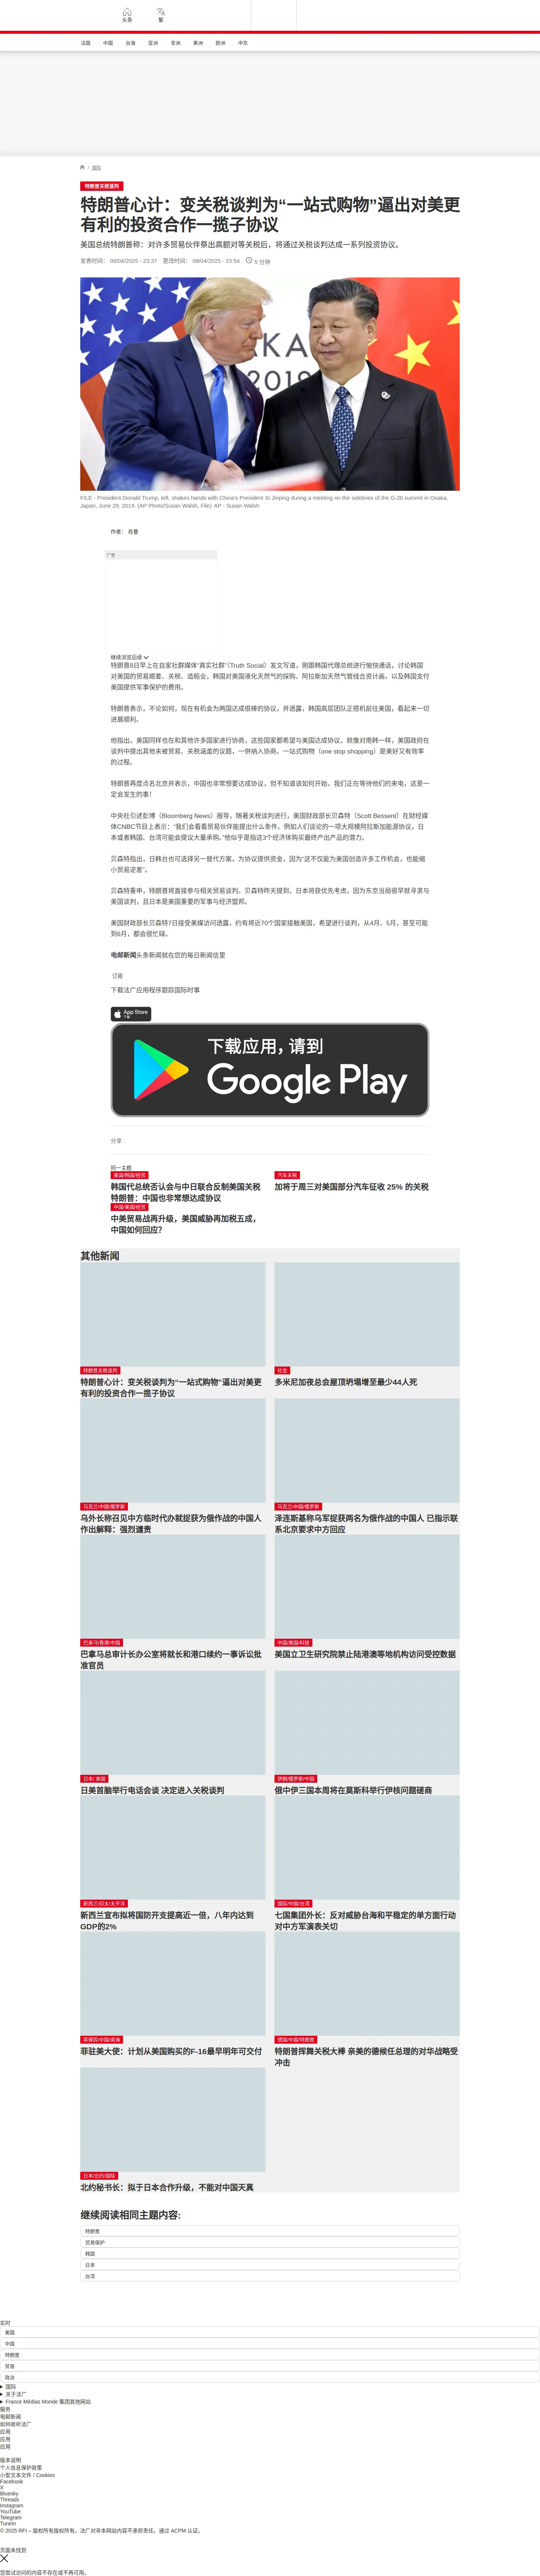 头条
繁
法国
中国
台海
亚洲
非洲
美洲
欧洲
中东
/ 国际
特朗普关税谈判
特朗普心计：变关税谈判为“一站式购物”逼出对美更
有利的投资合作一揽子协议
美国总统特朗普称：对许多贸易伙伴祭出高额对等关税后，将通过关税谈判达成一系列投资协议。
发表时间： 08/04/2025 - 23:37 更改时间： 08/04/2025 - 23:54 5 分钟
FILE - President Donald Trump, left, shakes hands with China's President Xi Jinping during a meeting on the sidelines of the G-20 summit in Osaka,
Japan, June 29, 2019. (AP Photo/Susan Walsh, File) AP - Susan Walsh
作者： 肖曼
广告
继续浏览后续
特朗普8日早上在自家社群媒体“真实社群”（Truth Social）发文写道，刚跟韩国代理总统进行愉快通话，讨论韩国
对美国的贸易顺差、关税、造船业，韩国对美国液化天然气的採购、阿拉斯加天然气管线合资计画，以及韩国支付
美国提供军事保护的费用。
特朗普表示，不论如何，现在有机会为两国达成很棒的协议，并透露，韩国高层团队正搭机前往美国，看起来一切
进展顺利。
他指出，美国同样也在和其他许多国家进行协商，这些国家都希望与美国达成协议，就像对南韩一样，美国政府在
谈判中提出其他未被贸易、关税涵盖的议题，一併纳入协商。一站式购物（one stop shopping）是美好又有效率
的过程。
特朗普再度点名北京并表示，中国也非常想要达成协议，但不知道该如何开始，我们正在等待他们的来电，这是一
定会发生的事！
中央社引述彭博（Bloomberg News）报导，随著关税谈判进行，美国财政部长贝森特（Scott Bessent）在财经媒
体CNBC节目上表示：“我们会看看贸易伙伴能提出什么条件。例如人们谈论的一项大规模阿拉斯加能源协议，日
本或者韩国、台湾可能会提议大量承购。”他似乎是指这3个经济体购买最终产出产品的潜力。
贝森特指出，日韩台也可选择另一替代方案，为协议提供资金，因为“这不仅能为美国创造许多工作机会，也能缩
小贸易逆差”。
贝森特重申，特朗普将直接参与相关贸易谈判。贝森特昨天提到，日本将获优先考虑，因为东京当局很早就寻求与
美国谈判，且日本是美国重要的军事与经济盟邦。
美国财政部长贝森特7日接受美媒访问透露，约有将近70个国家接触美国，希望进行谈判，从4月、5月，甚至可能
到6月，都会很忙碌。
电邮新闻头条新闻就在您的每日新闻信里
订阅
下载法广应用程序跟踪国际时事
App Store
下载
下载应用，请到
Google Play
分享 :
同一主题
美国/韩国/经贸
韩国代总统否认会与中日联合反制美国关税
特朗普：中国也非常想达成协议
汽车关税
加将于周三对美国部分汽车征收 25% 的关税
中国/美国/经贸
中美贸易战再升级，美国威胁再加税五成，
中国如何回应？
其他新闻
特朗普关税谈判
特朗普心计：变关税谈判为“一站式购物”逼出对美更
有利的投资合作一揽子协议
社会
多米尼加夜总会屋顶坍塌增至最少44人死
乌克兰/中国/俄罗斯
乌外长称召见中方临时代办就捉获为俄作战的中国人
作出解释：强烈谴责
乌克兰/中国/俄罗斯
泽连斯基称乌军捉获两名为俄作战的中国人 已指示联
系北京要求中方回应
巴拿马/香港/中国
巴拿马总审计长办公室将就长和港口续约一事诉讼批
准官员
中国/美国/科技
美国立卫生研究院禁止陆港澳等地机构访问受控数据
日本/ 美国
日美首脑举行电话会谈 决定进入关税谈判
伊朗/俄罗斯/中国
俄中伊三国本周将在莫斯科举行伊核问题磋商
新西兰/印太/太平洋
新西兰宣布拟将国防开支提高近一倍，八年内达到
GDP的2%
国际/中国/台湾
七国集团外长：反对威胁台海和平稳定的单方面行动
对中方军演表关切
菲律宾/中国/南海
菲驻美大使：计划从美国购买的F-16最早明年可交付
德国/中国/特朗普
特朗普挥舞关税大棒 亲美的德候任总理的对华战略受
冲击
日本/北约/国际
北约秘书长：拟于日本合作升级，不能对中国天真
继续阅读相同主题内容:
特朗普
贸易保护
韩国
日本
台湾
实时
美国
中国
特朗普
贸易
政治
国际
关于法广
France Médias Monde 集团其他网站
服务
电邮新闻
如何收听法广
应用
应用
应用
版本说明
个人信息保护政策
小型文本文件 / Cookies
Facebook
X
Bluesky
Threads
Instagram
YouTube
Telegram
TuneIn
© 2025 RFI – 版权所有版权所有。法广对非本网站内容不承担责任。通过 ACPM 认证。
页面未找到
您尝试访问的内容不存在或不再可用。